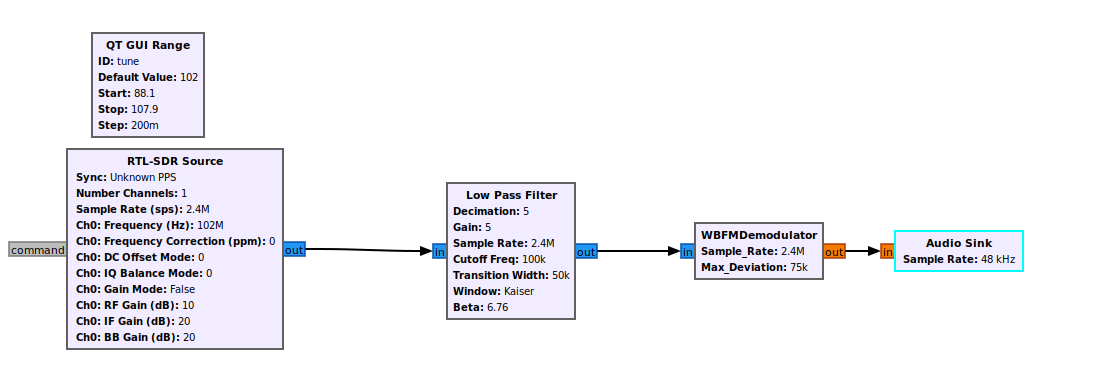 QT GUI Range
ID: tune
Default Value: 102
Start: 88.1
Stop: 107.9
Step: 200m
RTL-SDR Source
Sync: Unknown PPS
Number Channels: 1
Sample Rate (sps): 2.4M
Ch0: Frequency (Hz): 102M
command
Ch0: Frequency Correction (ppm): 0
out
Ch0: DC Offset Mode: 0
Ch0: IQ Balance Mode: 0
Ch0: Gain Mode: False
Ch0: RF Gain (dB): 10
Ch0: IF Gain (dB): 20
Ch0: BB Gain (dB): 20
Low Pass Filter
Decimation: 5
Gain: 5
Sample Rate: 2.4M
in
Cutoff Freq: 100k
out
Transition Width: 50k
Window: Kaiser
Beta: 6.76
WBFMDemodulator
in
Sample_Rate: 2.4M
out
Max_Deviation: 75k
Audio Sink
in
Sample Rate: 48 kHz